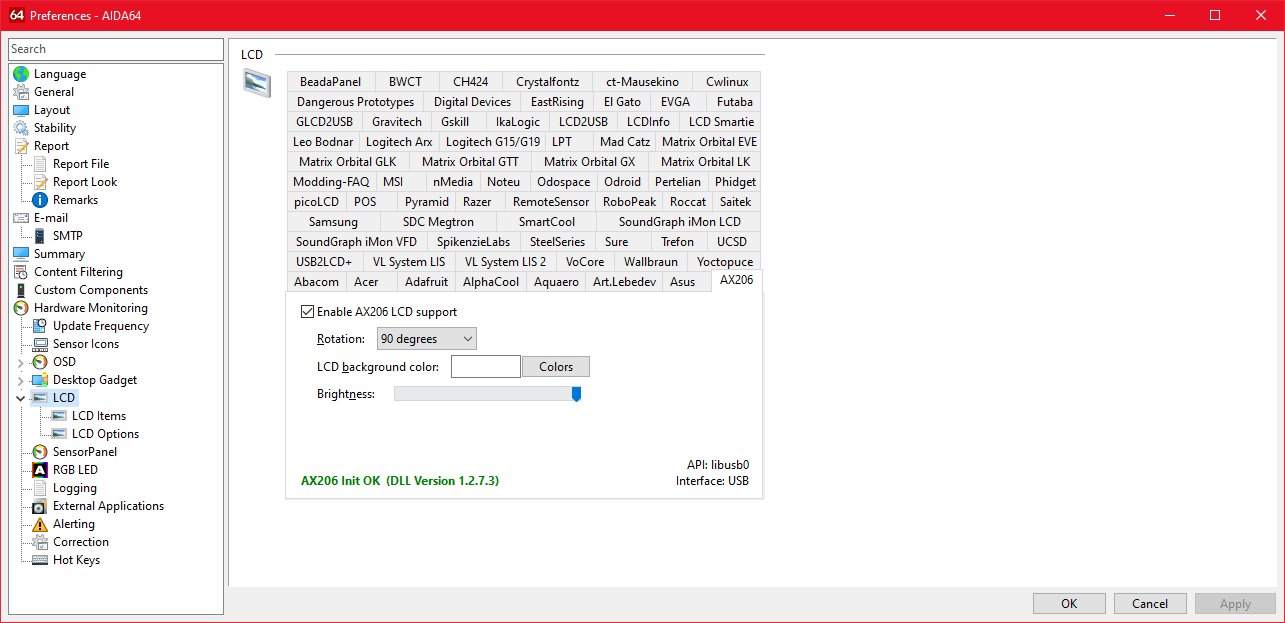 64 Preferences - AIDA64
Search
Language
General
Layout
Stability
Report
Report File
Report Look
Remarks
E-mail
SMTP
Summary
Content Filtering
Custom Components
Hardware Monitoring
Update Frequency
Sensor Icons
OSD
Desktop Gadget
LCD
LCD Items
LCD Options
SensorPanel
RGB LED
Logging
External Applications
Alerting
Correction
Hot Keys
LCD
BeadaPanel BWCT CH424 Crystalfontz ct-Mausekino Cwlinux
Dangerous Prototypes Digital Devices EastRising El Gato EVGA Futaba
GLCD2USB Gravitech Gskill IkaLogic LCD2USB LCDInfo LCD Smartie
Leo Bodnar Logitech Arx Logitech G15/G19 LPT Mad Catz Matrix Orbital EVE
Matrix Orbital GLK Matrix Orbital GTT Matrix Orbital GX Matrix Orbital LK
Modding-FAQ MSI nMedia Noteu Odospace Odroid Pertelian Phidget
picoLCD POS Pyramid Razer RemoteSensor RoboPeak Roccat Saitek
Samsung SDC Megtron SmartCool SoundGraph iMon LCD
SoundGraph iMon VFD SpikenzieLabs SteelSeries Sure Trefon UCSD
USB2LCD+ VL System LIS VL System LIS 2 VoCore Wallbraun Yoctopuce
Abacom Acer Adafruit AlphaCool Aquaero Art.Lebedev Asus AX206
Enable AX206 LCD support
Rotation: 90 degrees
LCD background color: Colors
Brightness:
API: libusb0
AX206 Init OK (DLL Version 1.2.7.3) Interface: USB
OK Cancel Apply